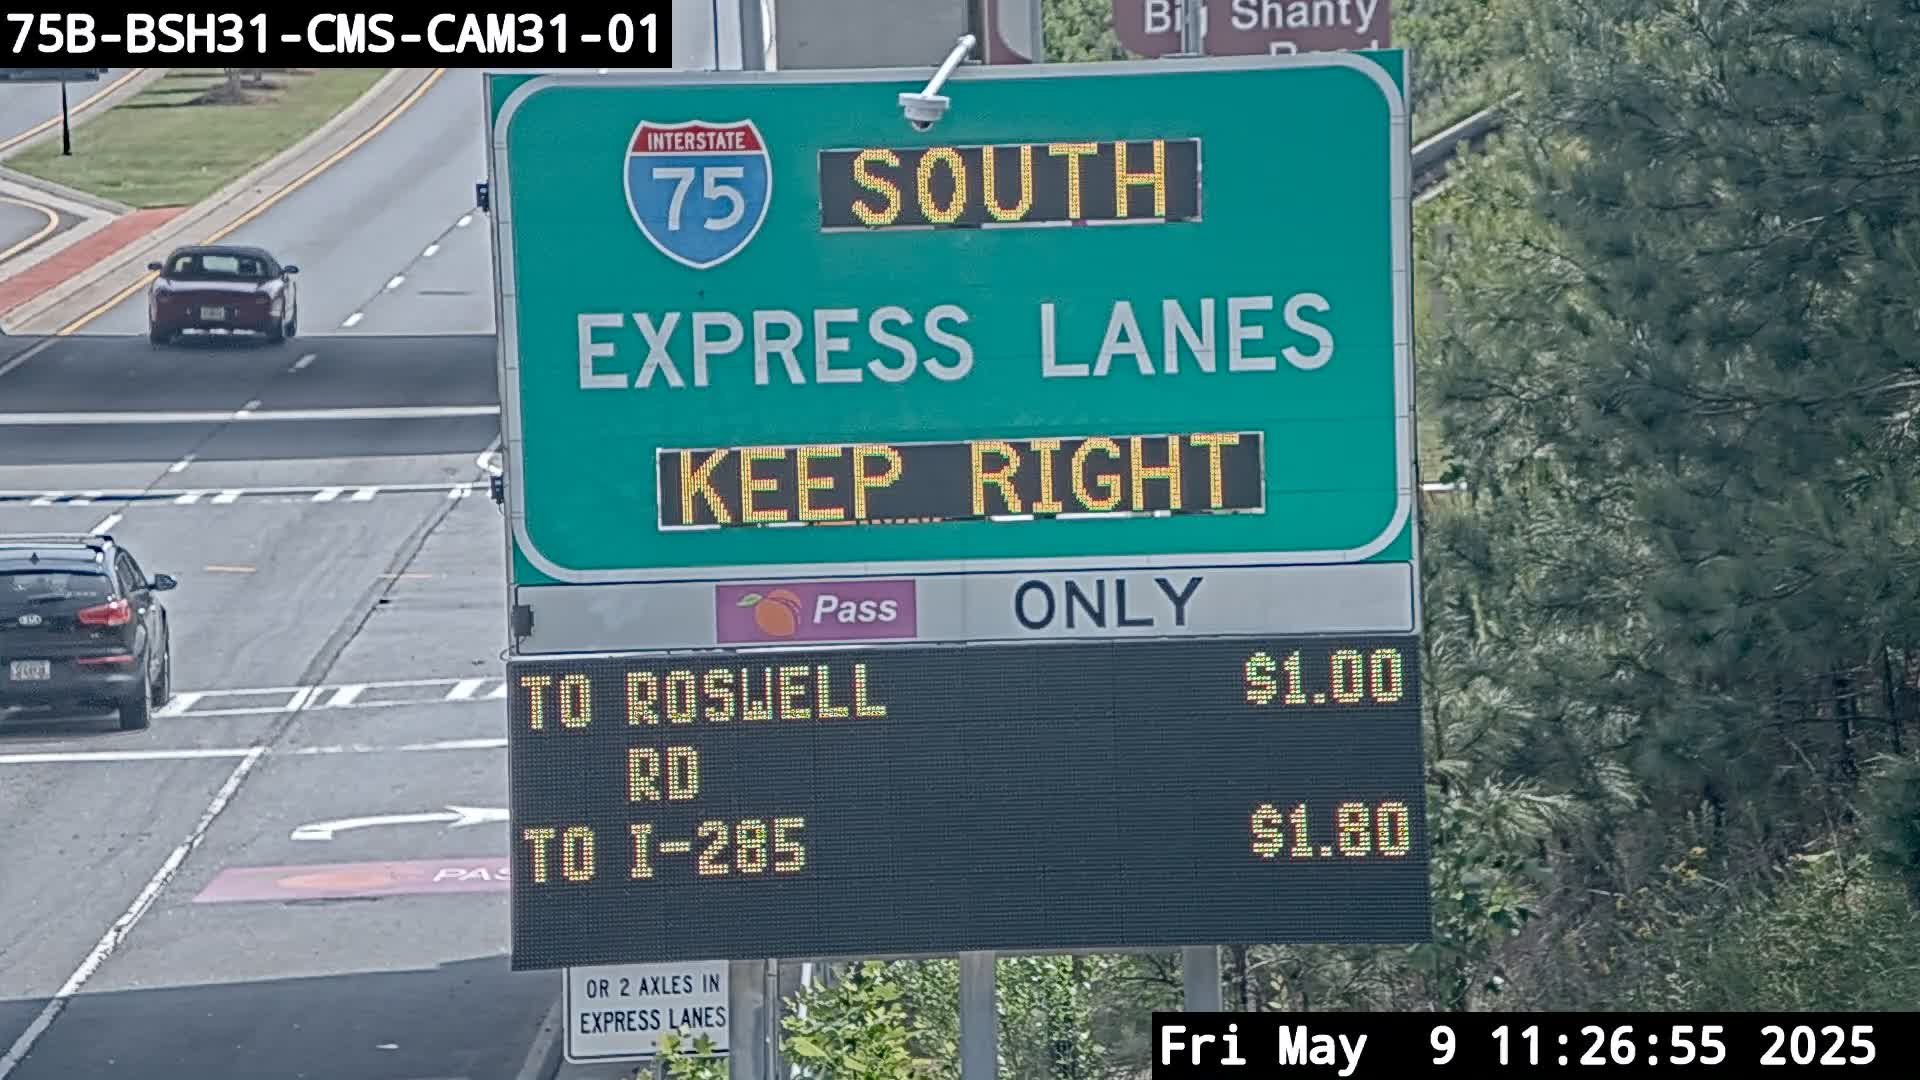 75B-BSH31-CMS-CAM31-01
Big Shanty
Road
INTERSTATE
75
SOUTH
EXPRESS LANES
KEEP RIGHT
Pass
ONLY
TO ROSWELL $1.00
RD
TO I-285 $1.80
OR 2 AXLES IN
EXPRESS LANES
Fri May 9 11:26:55 2025